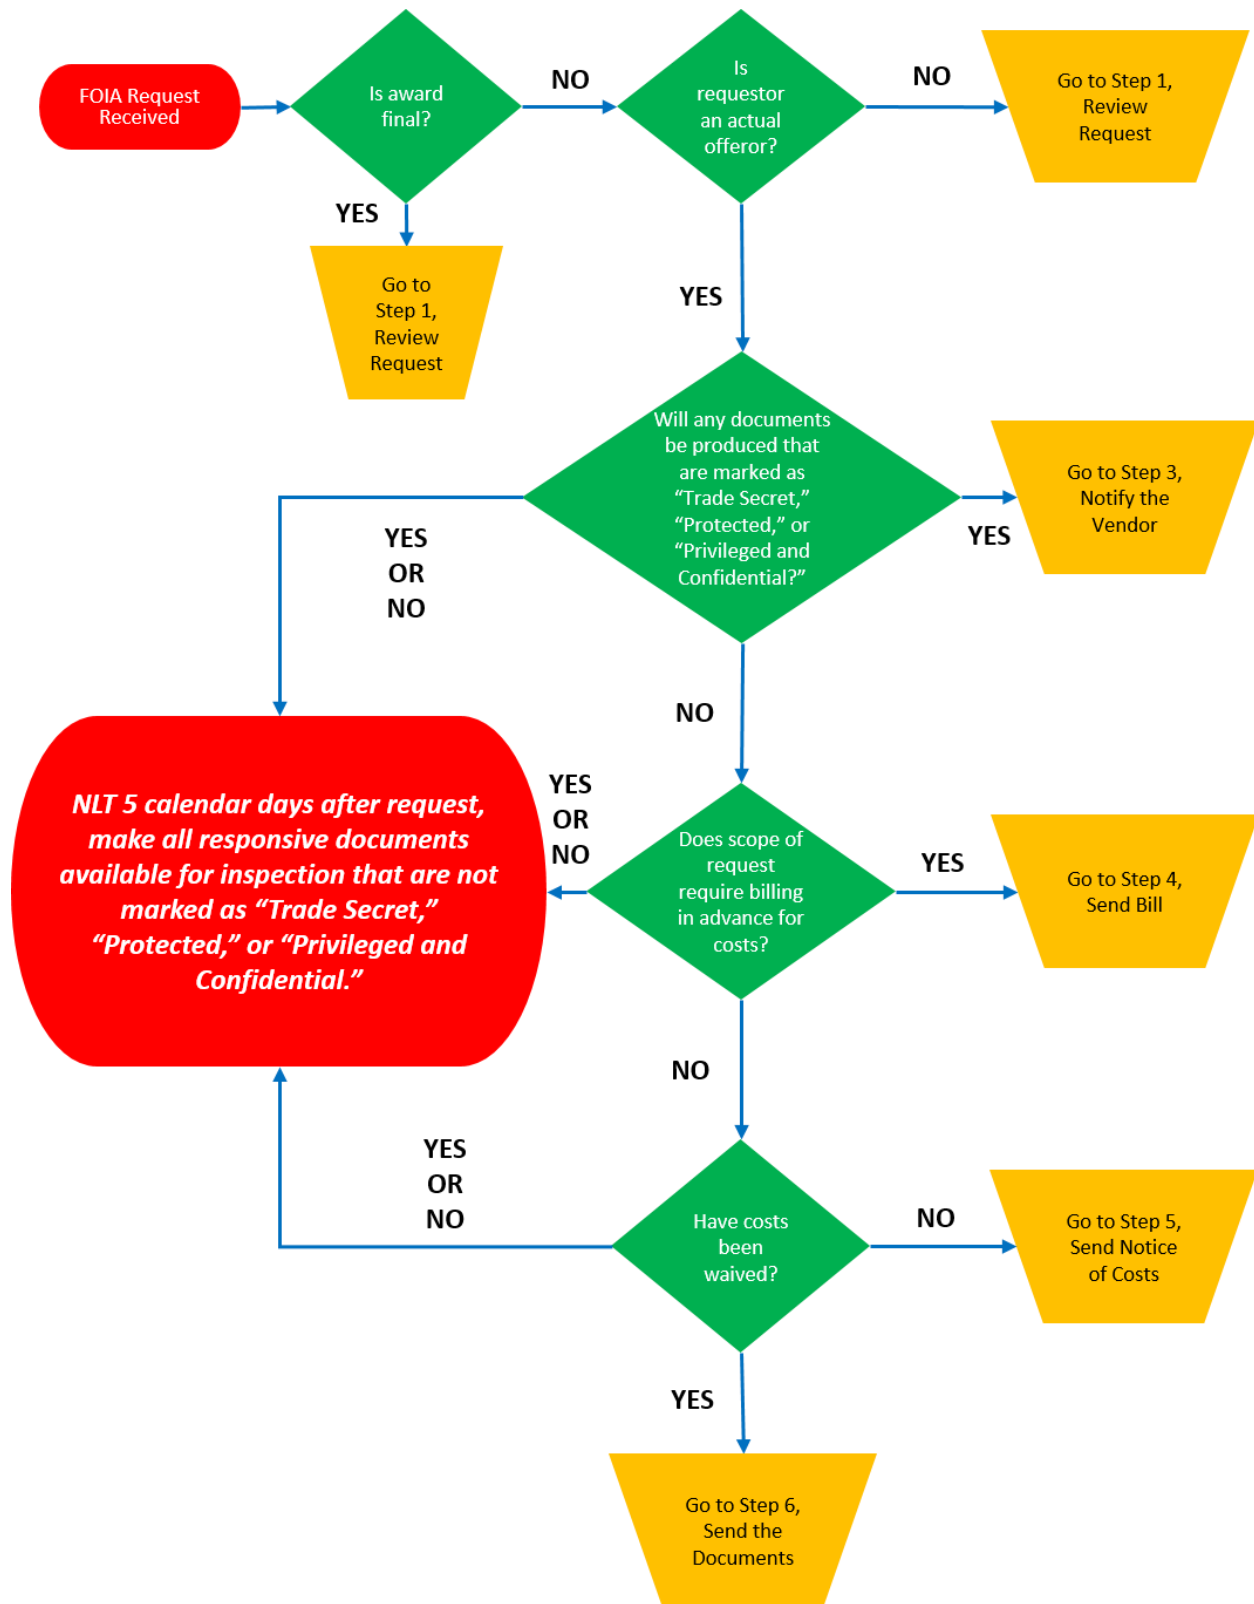 FOIA Request
Received
Is award
final?
NO
Is
requestor
an actual
offeror?
NO
Go to Step 1,
Review
Request
YES
Go to
Step 1,
Review
Request
YES
Will any documents
be produced that
are marked as
“Trade Secret,”
“Protected,” or
“Privileged and
Confidential?”
YES
Go to Step 3,
Notify the
Vendor
YES
OR
NO
NO
NLT 5 calendar days after request,
make all responsive documents
available for inspection that are not
marked as “Trade Secret,”
“Protected,” or “Privileged and
Confidential.”
YES
OR
NO
Does scope of
request
require billing
in advance for
costs?
YES
Go to Step 4,
Send Bill
NO
YES
OR
NO
Have costs
been
waived?
NO
Go to Step 5,
Send Notice
of Costs
YES
Go to Step 6,
Send the
Documents